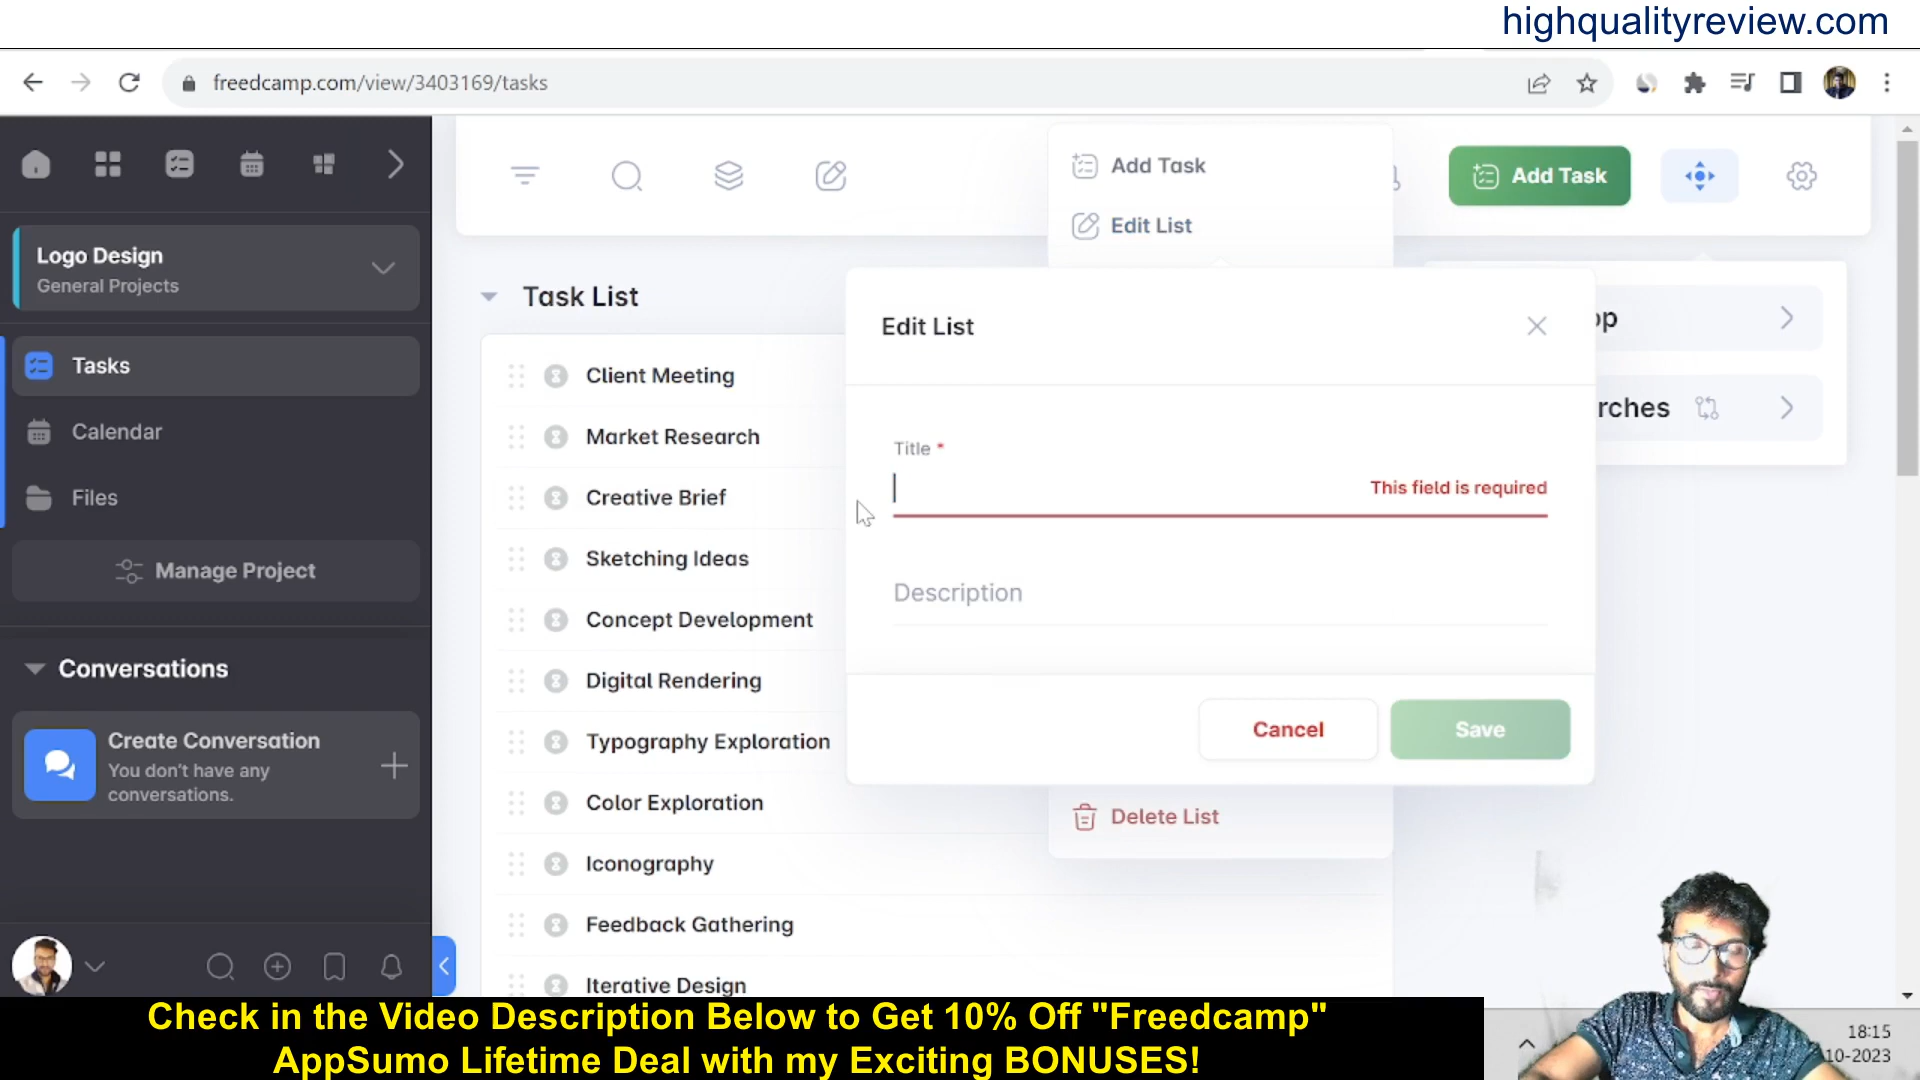 highqualityreview.com
freedcamp.com/view/3403169/tasks
Logo Design
General Projects
Tasks
Calendar
Files
Manage Project
Conversations
Create Conversation
You don't have any
conversations.
Add Task
Edit List
Add Task
Task List
Client Meeting
Market Research
Creative Brief
Sketching Ideas
Concept Development
Digital Rendering
Typography Exploration
Color Exploration
Iconography
Feedback Gathering
Iterative Design
Edit List
Title *
This field is required
Description
Cancel
Save
Delete List
Check in the Video Description Below to Get 10% Off "Freedcamp"
AppSumo Lifetime Deal with my Exciting BONUSES!
18:15
10-2023